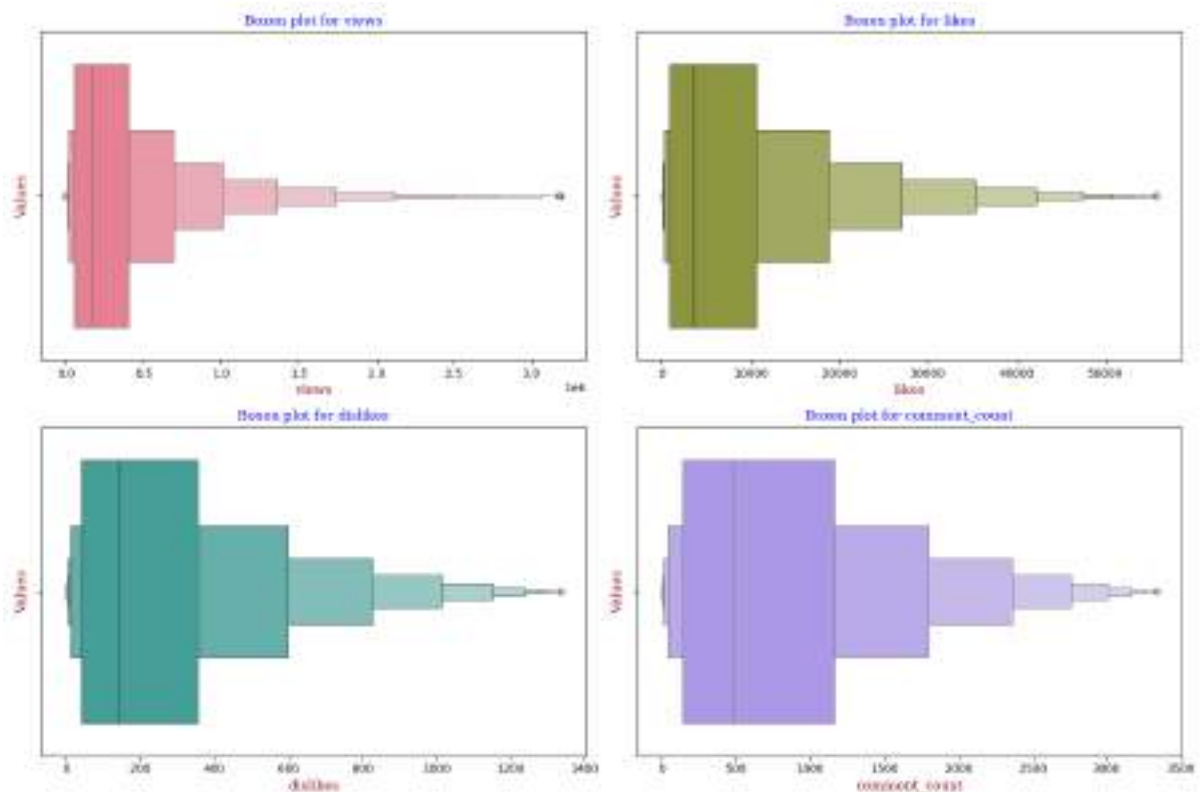 Boxen plot for views
Values
0.0 0.5 1.0 1.5 2.0 2.5 3.0
1e6
views
Boxen plot for likes
Values
0 10000 20000 30000 40000 50000
likes
Boxen plot for dislikes
Values
0 200 400 600 800 1000 1200 1400
dislikes
Boxen plot for comment_count
Values
0 500 1000 1500 2000 2500 3000 3500
comment_count